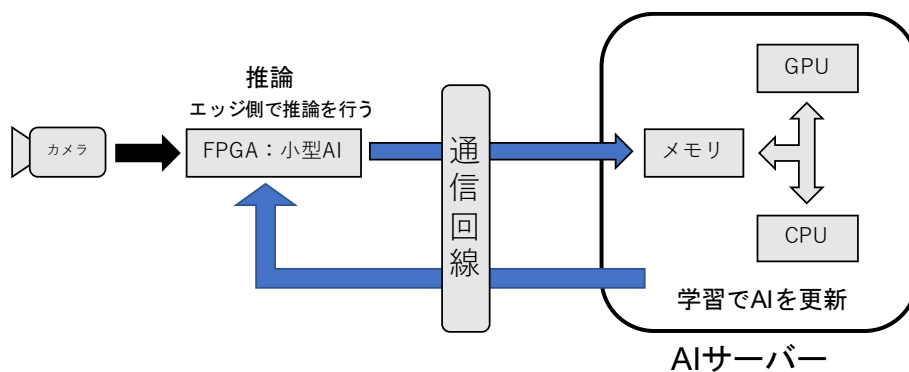 推論
エッジ側で推論を行う
カメラ
FPGA：小型AI
通信回線
メモリ
GPU
CPU
学習でAIを更新
AIサーバー